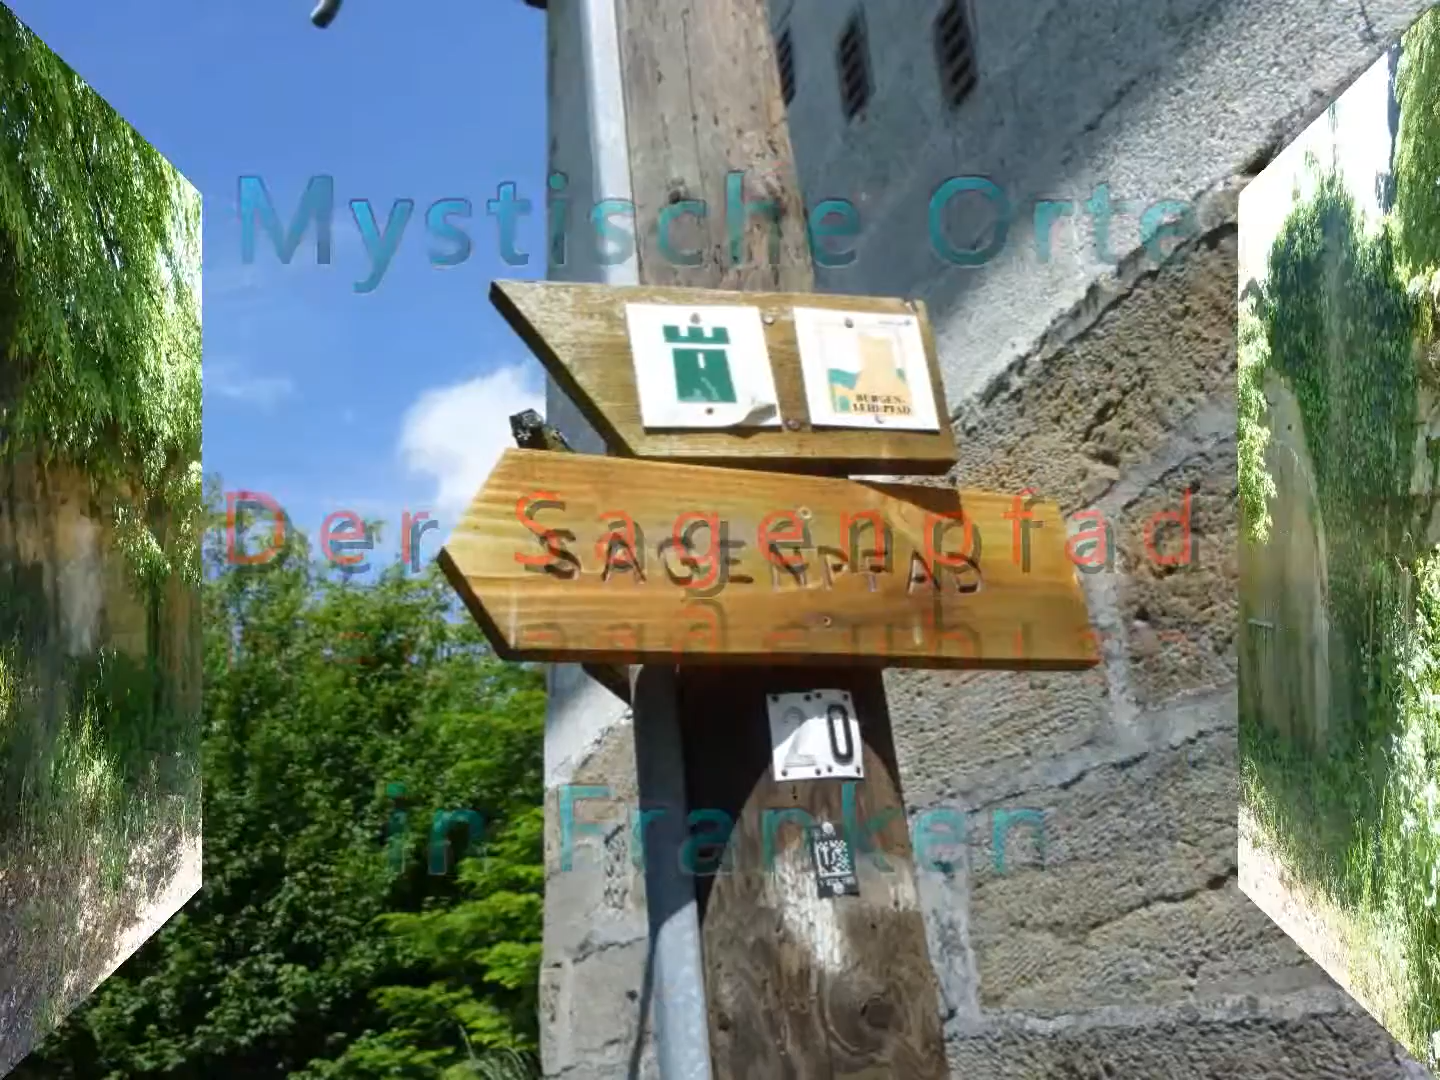 Mystische Orte
BURGEN-
LEHRPFAD
Der Sagenpfad
SAGENPFAD
20
in Franken